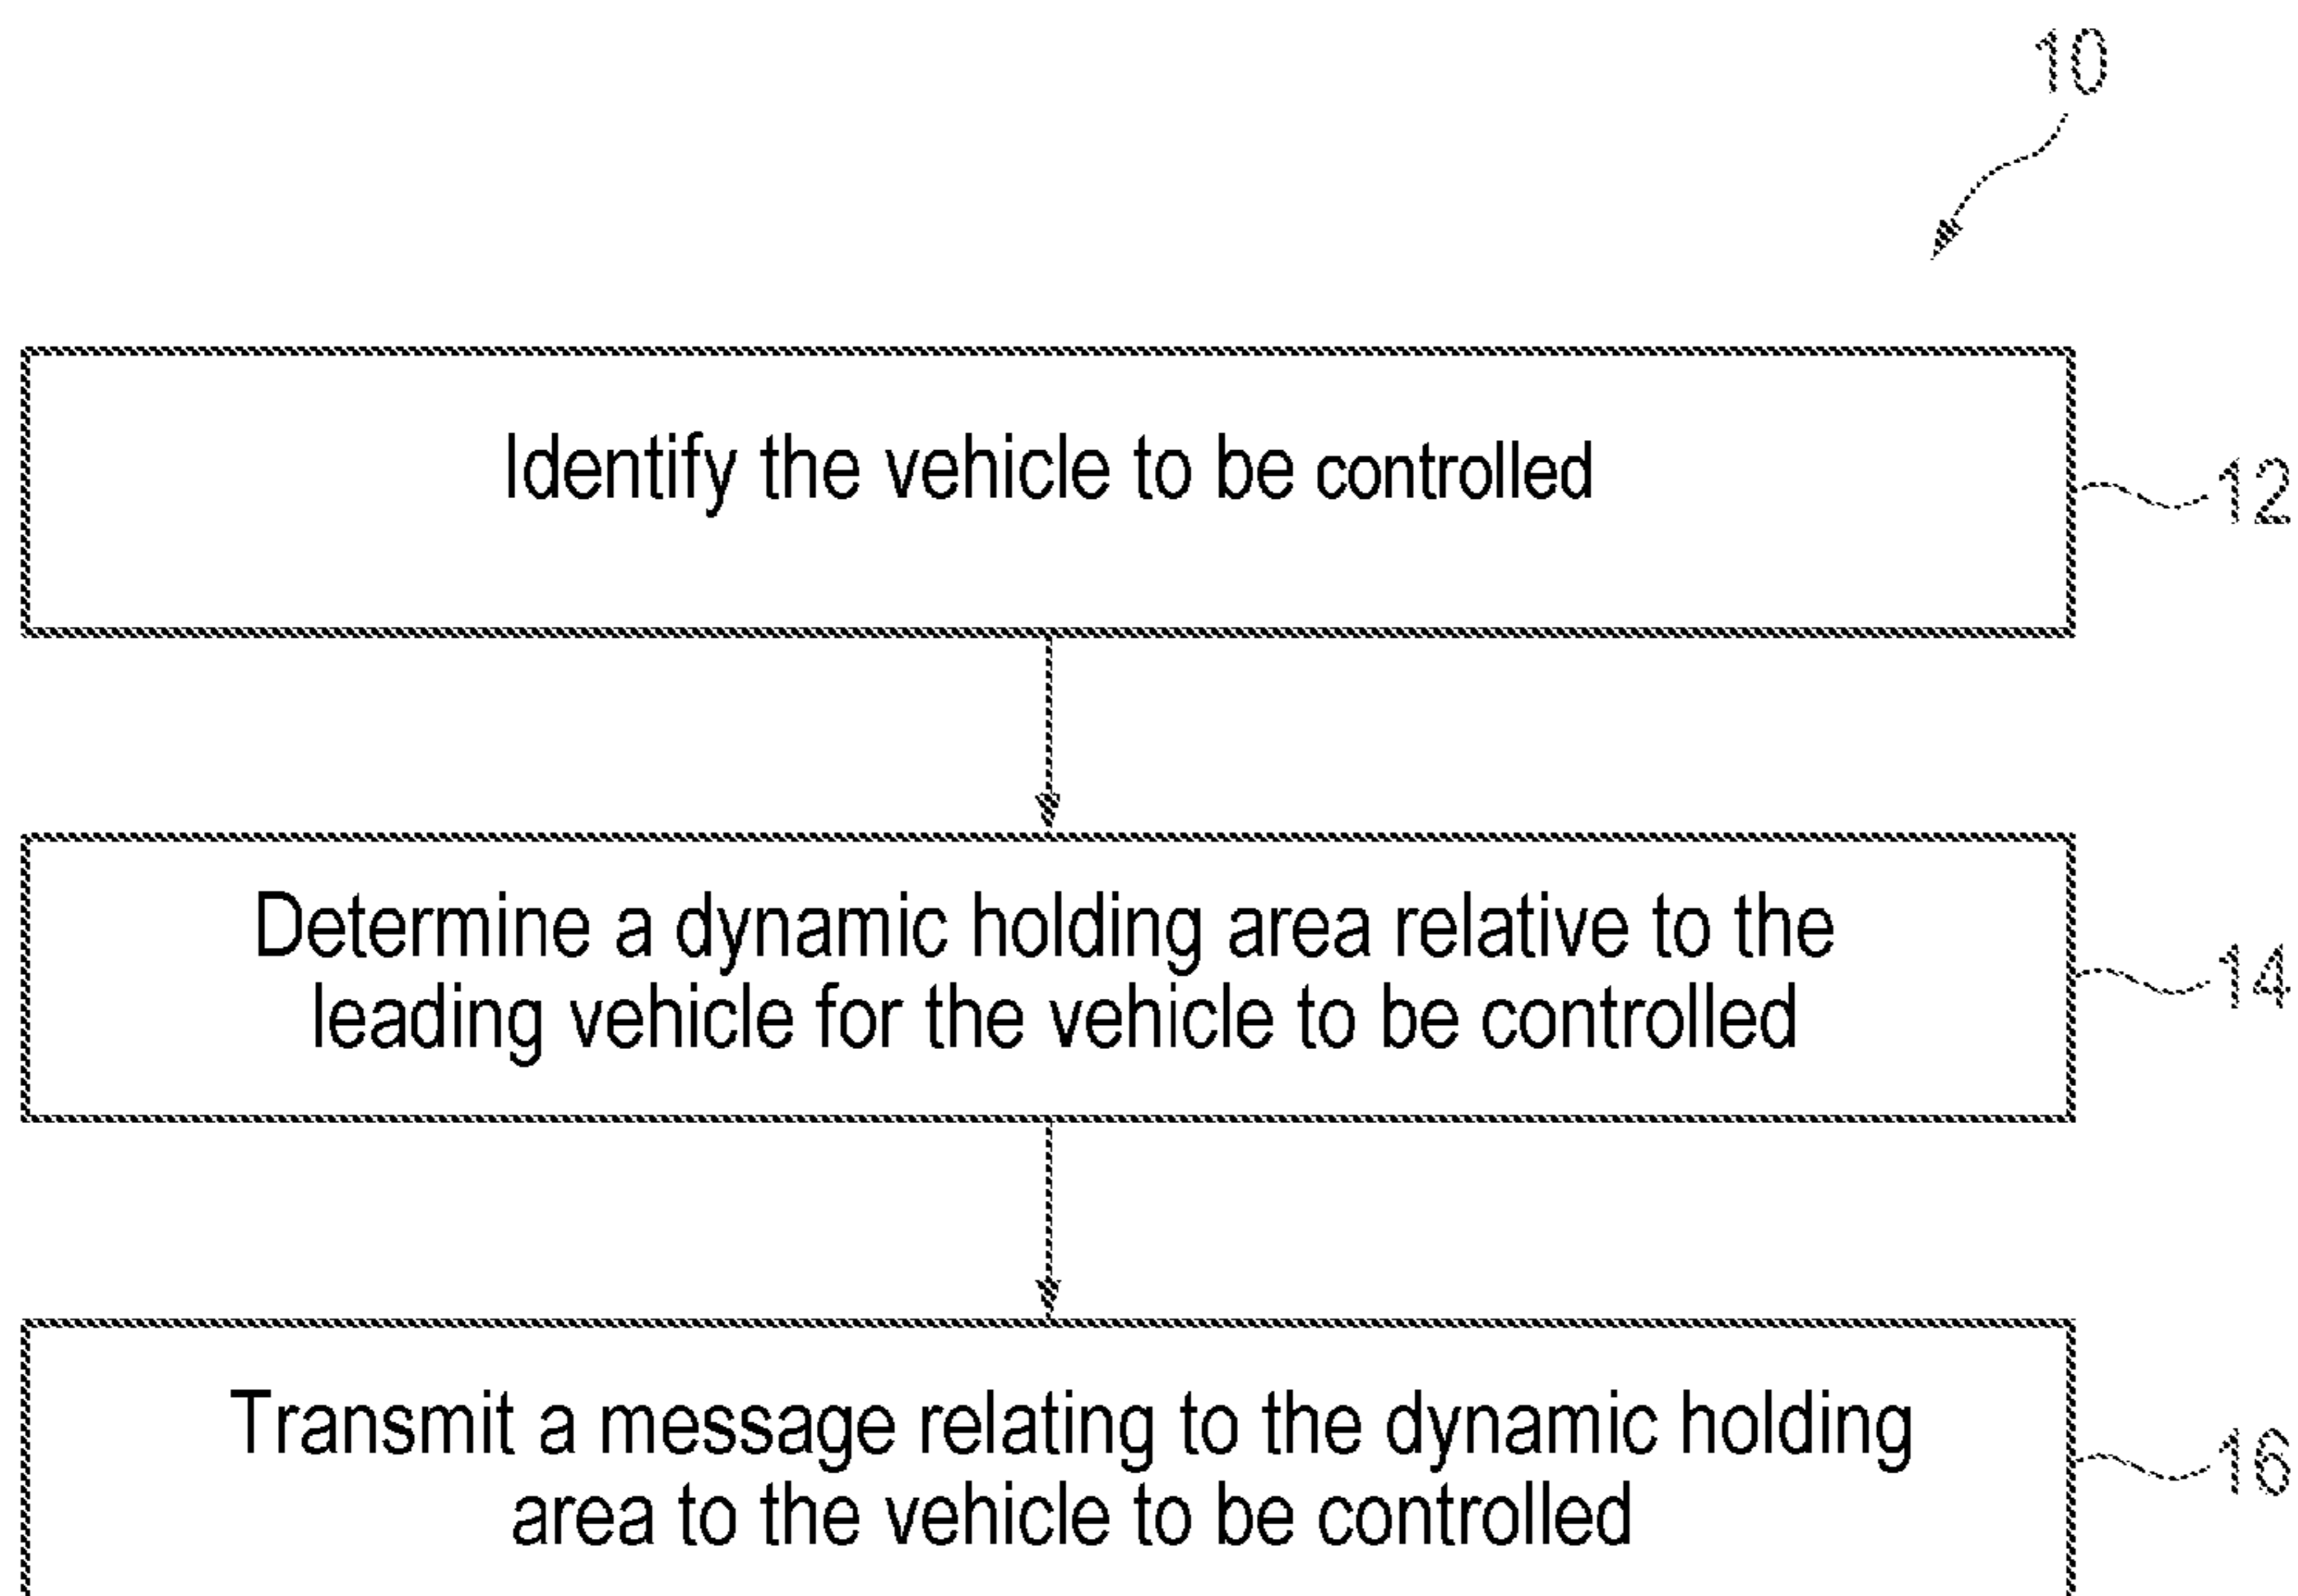 10
Identify the vehicle to be controlled
12
Determine a dynamic holding area relative to the
leading vehicle for the vehicle to be controlled
14
Transmit a message relating to the dynamic holding
area to the vehicle to be controlled
16